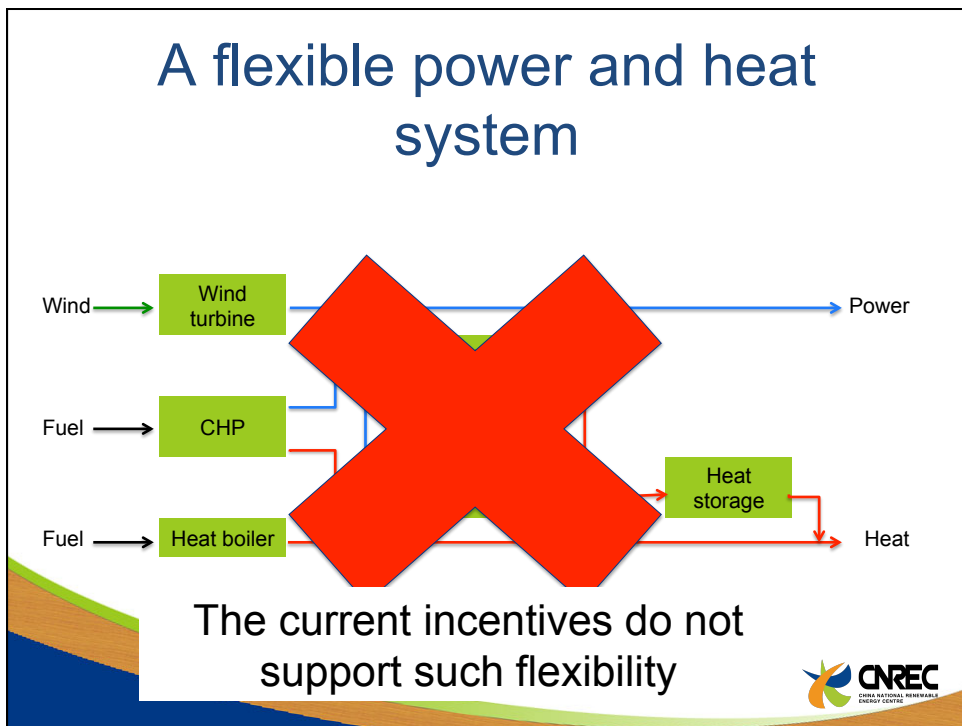 A flexible power and heat
system
Wind
Wind
turbine
Power
Fuel
CHP
Heat
storage
Fuel
Heat boiler
Heat
The current incentives do not
support such flexibility
CNREC
CHINA NATIONAL RENEWABLE
ENERGY CENTRE